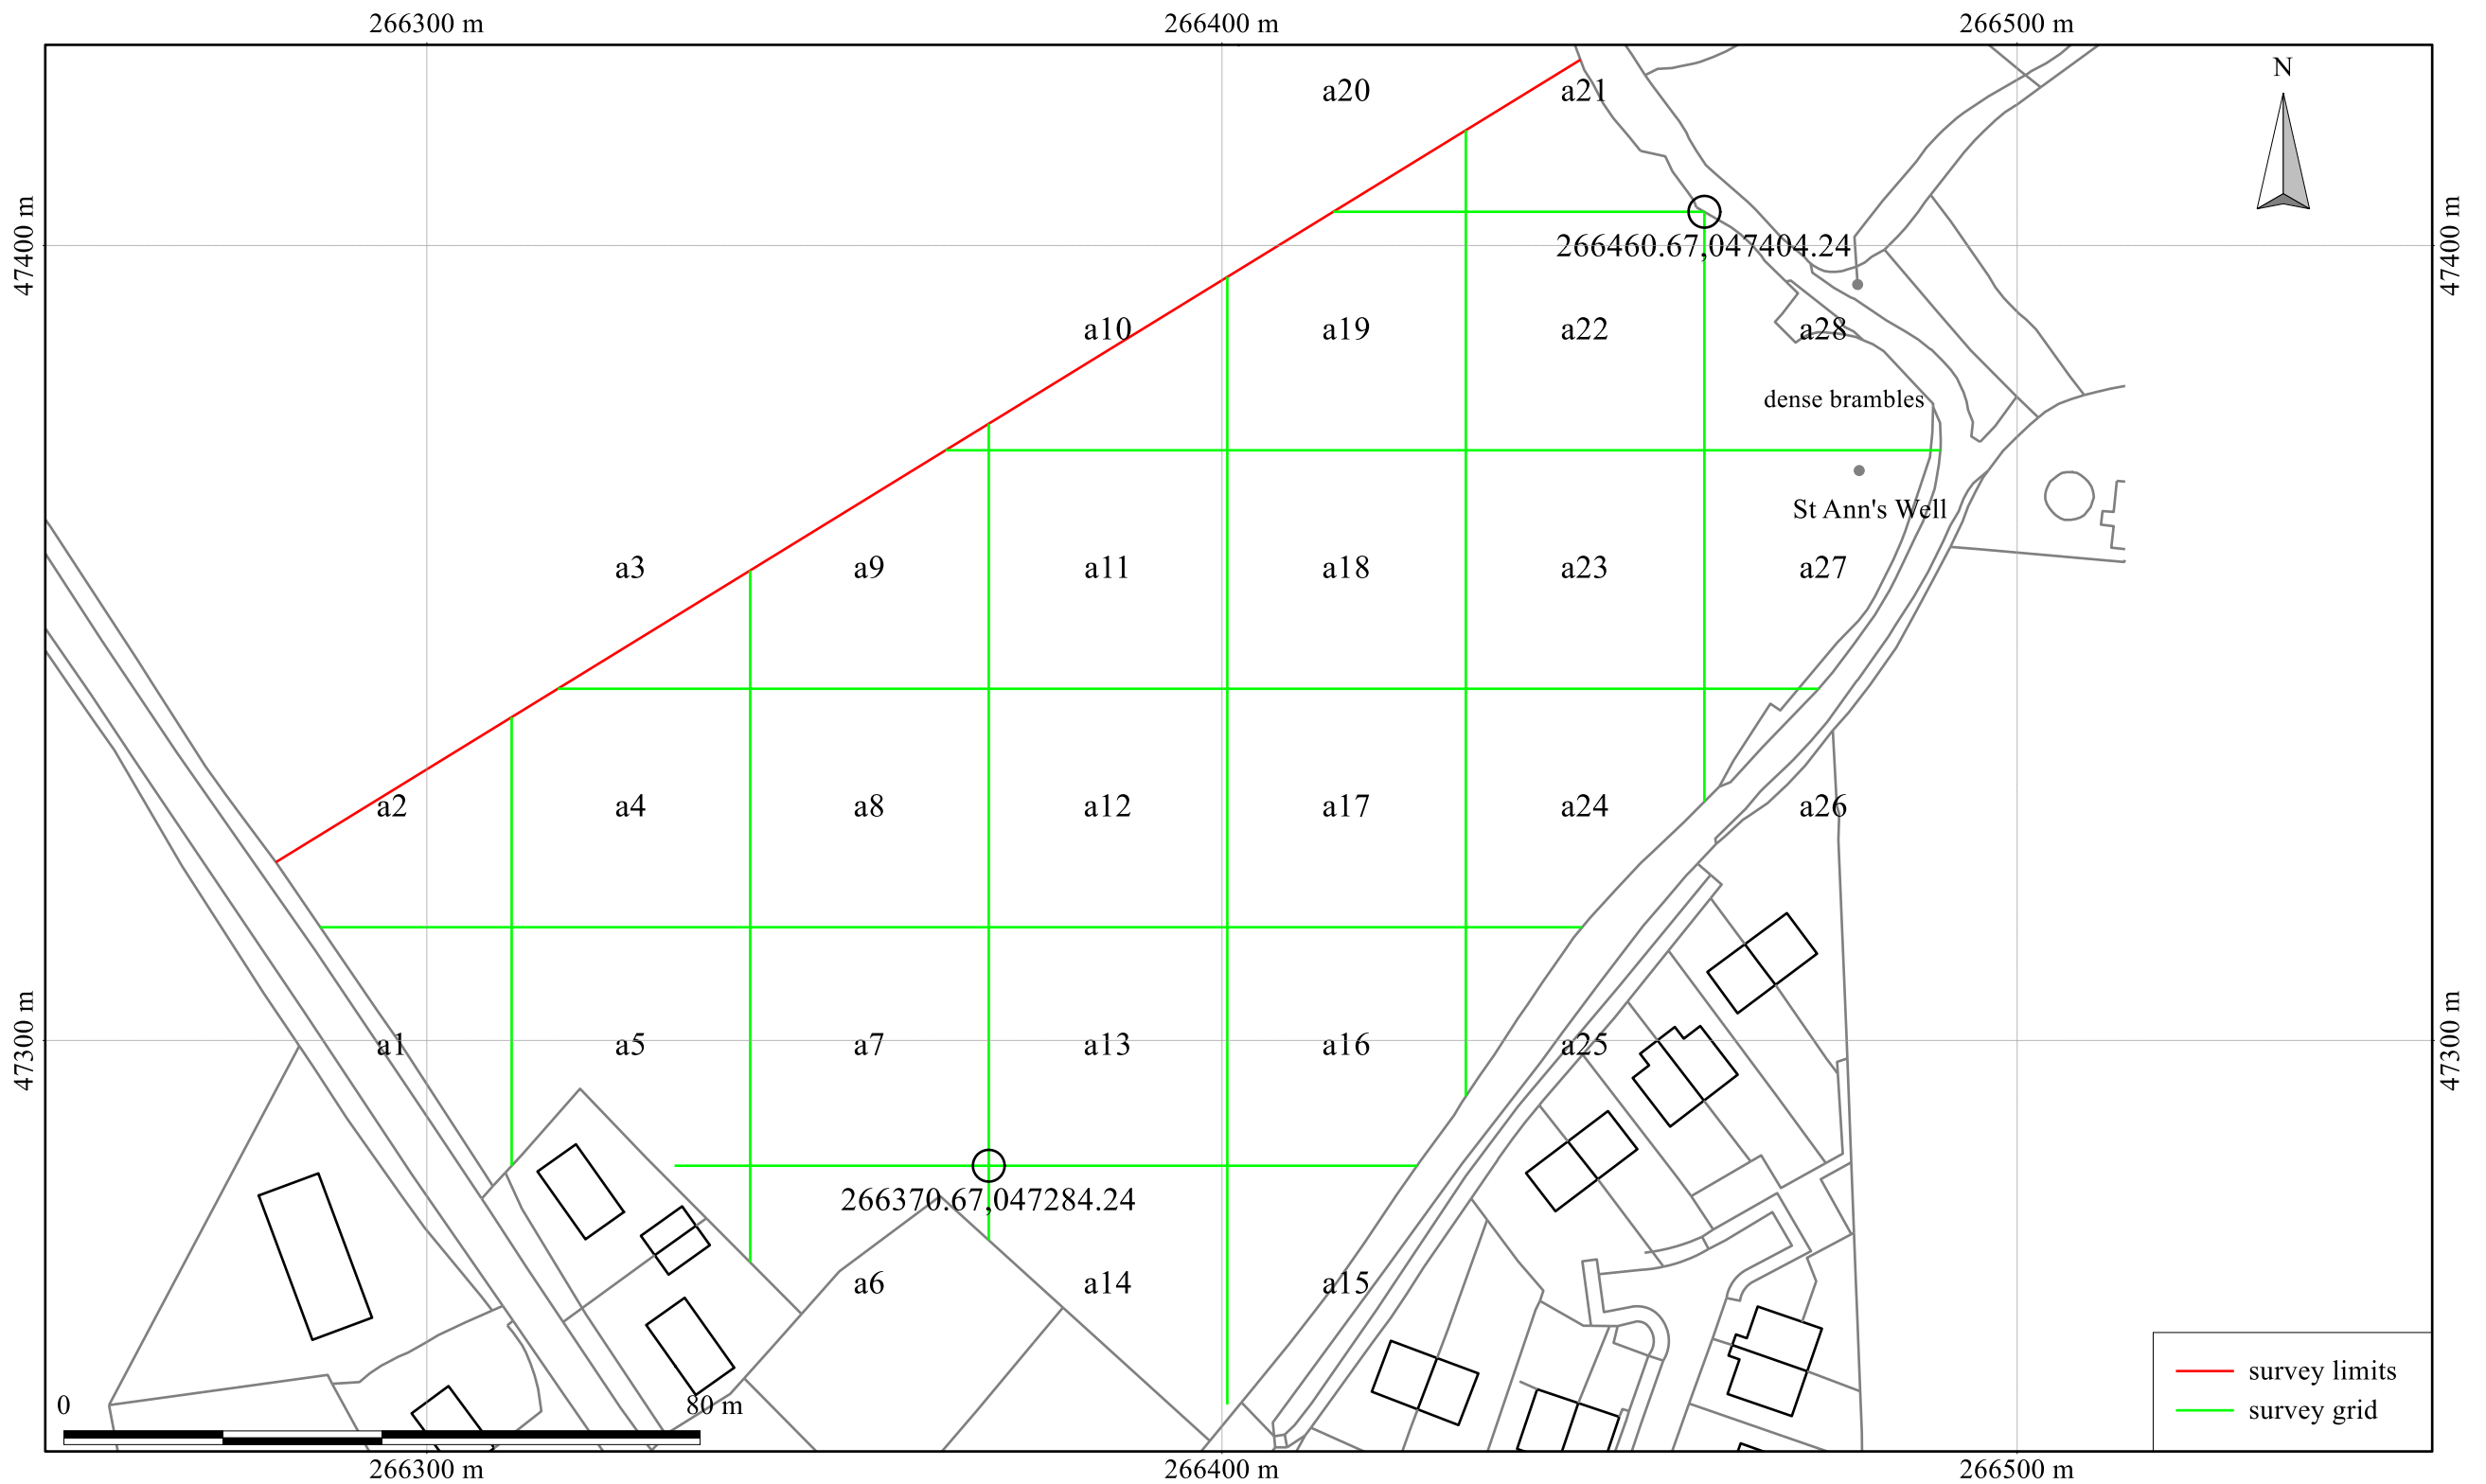 266300 m 266400 m 266500 m
N
a20 a21
47400 m 47400 m
266460.67,047404.24
a10 a19 a22 a28
dense brambles
St Ann's Well
a3 a9 a11 a18 a23 a27
a2 a4 a8 a12 a17 a24 a26
47300 m 47300 m
a1 a5 a7 a13 a16 a25
266370.67,047284.24
a6 a14 a15
survey limits
0 80 m
survey grid
266300 m 266400 m 266500 m